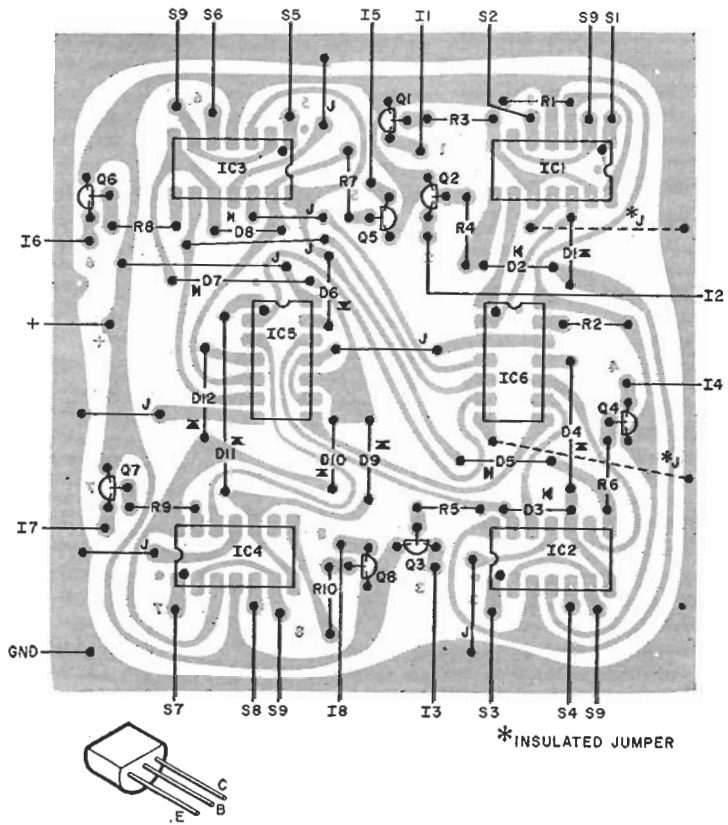 S9 S6 S5 I5 I1 S2 S9 S1
J Q1 R3 R1
IC3 IC1
Q6 R7 Q2
R8 D8 J Q5 R4 *J
I6 J D2 D1
J D7 D6 I2
+ IC5 R2
J IC6
D12 I4
J Q4
D11 D10 D9 D5 D4 *J
Q7 R6
R9 R5 D3
I7
J IC4 Q8 Q3 IC2
R10
J
GND
S7 S8 S9 I8 I3 S3 S4 S9
*INSULATED JUMPER
C
B
.E